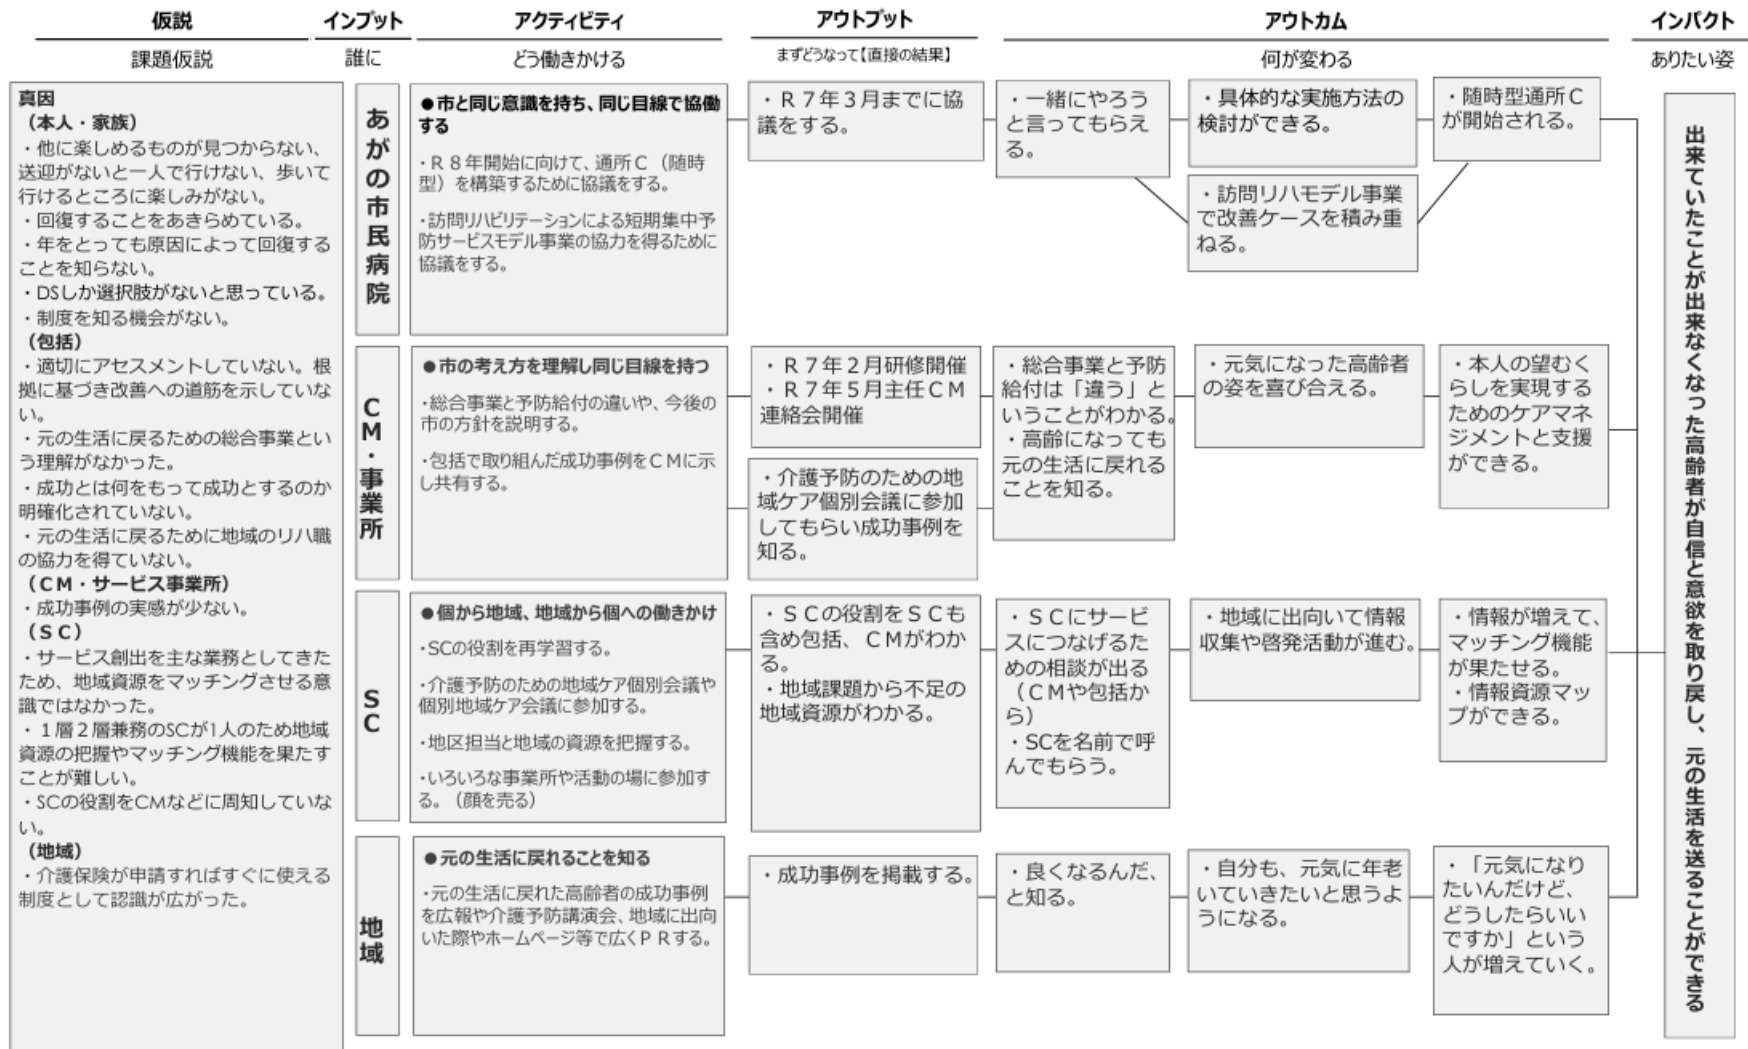 仮説
課題仮説
インプット
誰に
アクティビティ
どう働きかける
アウトプット
まずどうなって【直接の結果】
アウトカム
何が変わる
インパクト
ありたい姿
真因
（本人・家族）
・他に楽しめるものが見つからない、
送迎がないと一人で行けない、歩いて
行けるところに楽しみがない。
・回復することをあきらめている。
・年をとっても原因によって回復する
ことを知らない。
・DSしか選択肢がないと思っている。
・制度を知る機会がない。
（包括）
・適切にアセスメントしていない。根
拠に基づき改善への道筋を示していな
い。
・元の生活に戻るための総合事業とい
う理解がなかった。
・成功とは何をもって成功とするのか
明確化されていない。
・元の生活に戻るために地域のリハ職
の協力を得ていない。
（ＣＭ・サービス事業所）
・成功事例の実感が少ない。
（ＳＣ）
・サービス創出を主な業務としてきた
ため、地域資源をマッチングさせる意
識ではなかった。
・１層２層兼務のSCが1人のため地域
資源の把握やマッチング機能を果たす
ことが難しい。
・SCの役割をCMなどに周知していな
い。
（地域）
・介護保険が申請すればすぐに使える
制度として認識が広がった。
あがの市民病院
●市と同じ意識を持ち、同じ目線で協働
する
・Ｒ８年開始に向けて、通所Ｃ（随時
型）を構築するために協議をする。
・訪問リハビリテーションによる短期集中予
防サービスモデル事業の協力を得るために
協議をする。
・Ｒ７年３月までに協
議をする。
・一緒にやろう
と言ってもらえ
る。
・具体的な実施方法の
検討ができる。
・訪問リハモデル事業
で改善ケースを積み重
ねる。
・随時型通所Ｃ
が開始される。
ＣＭ・事業所
●市の考え方を理解し同じ目線を持つ
・総合事業と予防給付の違いや、今後の
市の方針を説明する。
・包括で取り組んだ成功事例をＣＭに示
し共有する。
・Ｒ７年２月研修開催
・Ｒ７年５月主任ＣＭ
連絡会開催
・介護予防のための地
域ケア個別会議に参加
してもらい成功事例を
知る。
・総合事業と予防
給付は「違う」と
いうことがわかる。
・高齢になっても
元の生活に戻れる
ことを知る。
・元気になった高齢者
の姿を喜び合える。
・本人の望むく
らしを実現する
ためのケアマネ
ジメントと支援
ができる。
ＳＣ
●個から地域、地域から個への働きかけ
・SCの役割を再学習する。
・介護予防のための地域ケア個別会議や
個別地域ケア会議に参加する。
・地区担当と地域の資源を把握する。
・いろいろな事業所や活動の場に参加す
る。（顔を売る）
・ＳＣの役割をＳＣも
含め包括、ＣＭがわか
る。
・地域課題から不足の
地域資源がわかる。
・ＳＣにサービ
スにつなげるた
めの相談が出る
（ＣＭや包括か
ら）
・SCを名前で呼
んでもらう。
・地域に出向いて情報
収集や啓発活動が進む。
・情報が増えて、
マッチング機能
が果たせる。
・情報資源マッ
プができる。
地域
●元の生活に戻れることを知る
・元の生活に戻れた高齢者の成功事例
を広報や介護予防講演会、地域に出向
いた際やホームページ等で広くＰＲする。
・成功事例を掲載する。
・良くなるんだ、
と知る。
・自分も、元気に年老
いていきたいと思うよ
うになる。
・「元気になり
たいんだけど、
どうしたらいい
ですか」という
人が増えていく。
出来ていたことが出来なくなった高齢者が自信と意欲を取り戻し、元の生活を送ることができる